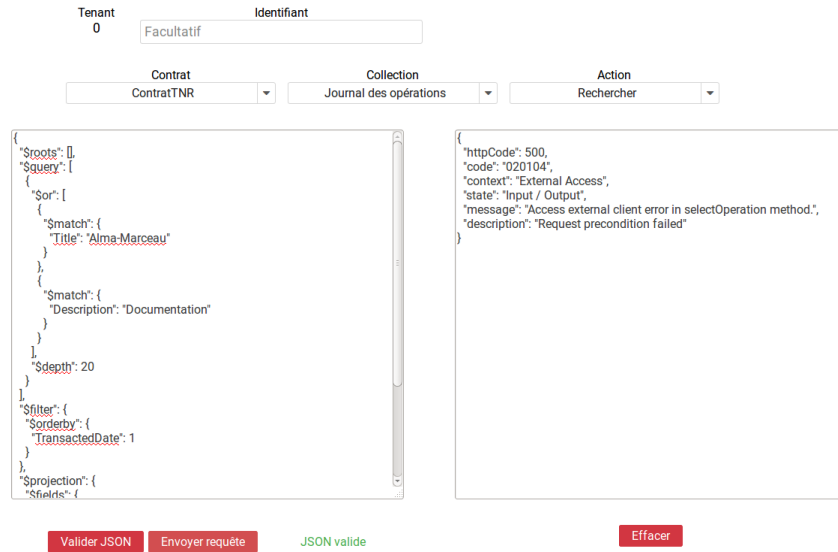 Tenant
Identifiant
0
Facultatif
Contrat
Collection
Action
ContratTNR
Journal des opérations
Rechercher
{
"$roots": [],
"$query": [
{
"$or": [
{
"$match": {
"Title": "Alma-Marceau"
}
},
{
"$match": {
"Description": "Documentation"
}
}
],
"$depth": 20
}
],
"$filter": {
"$orderby": {
"TransactedDate": 1
}
},
"$projection": {
"$fields": {
{
"httpCode": 500,
"code": "020104",
"context": "External Access",
"state": "Input / Output",
"message": "Access external client error in selectOperation method.",
"description": "Request precondition failed"
}
Valider JSON
Envoyer requête
JSON valide
Effacer